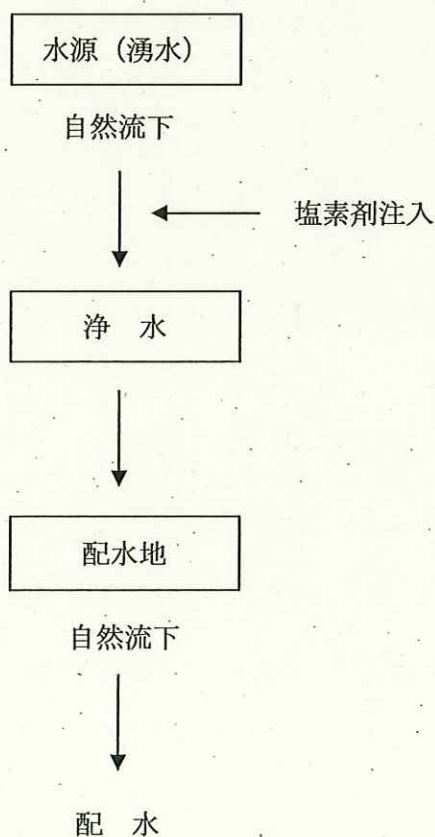 水源（湧水）
自然流下
塩素剤注入
浄　水
配水地
自然流下
配　水